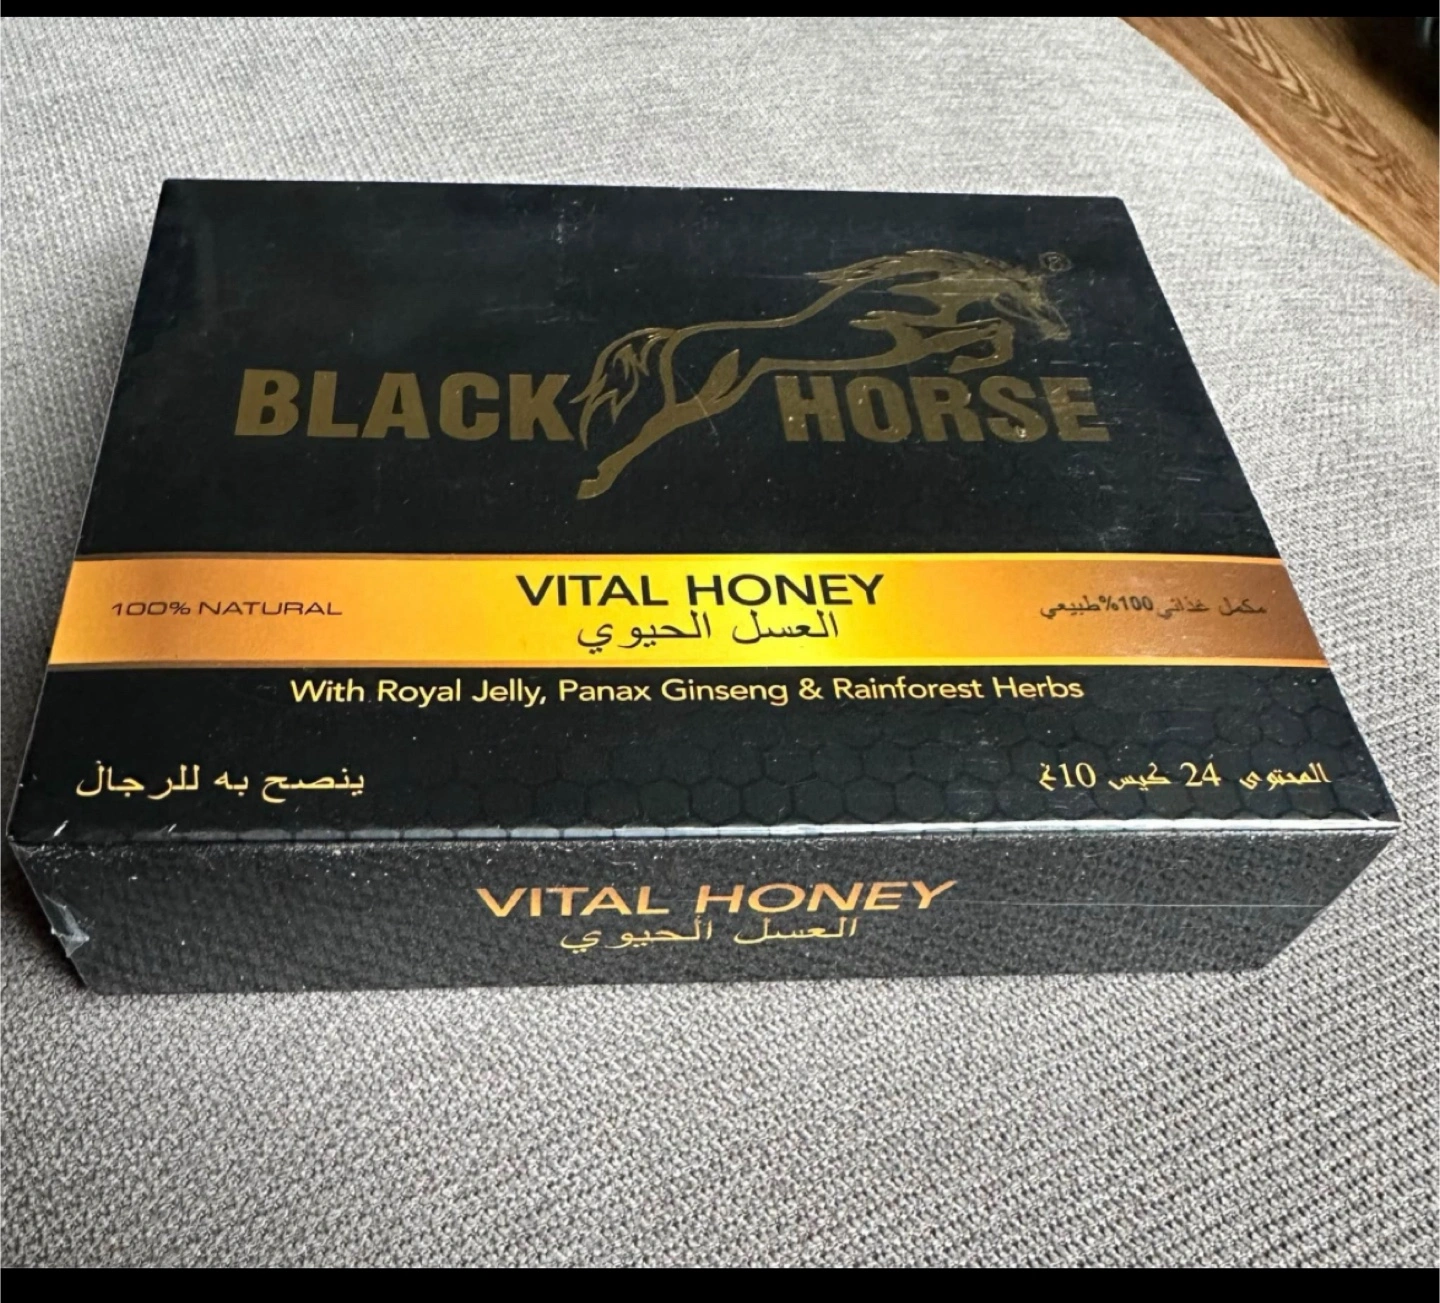 BLACK HORSE ®
100% NATURAL
VITAL HONEY
العسل الحيوي
مكمل غذائي 100% طبيعي
With Royal Jelly, Panax Ginseng & Rainforest Herbs
ينصح به للرجال
المحتوى 24 كيس 10غ
VITAL HONEY
العسل الحيوي